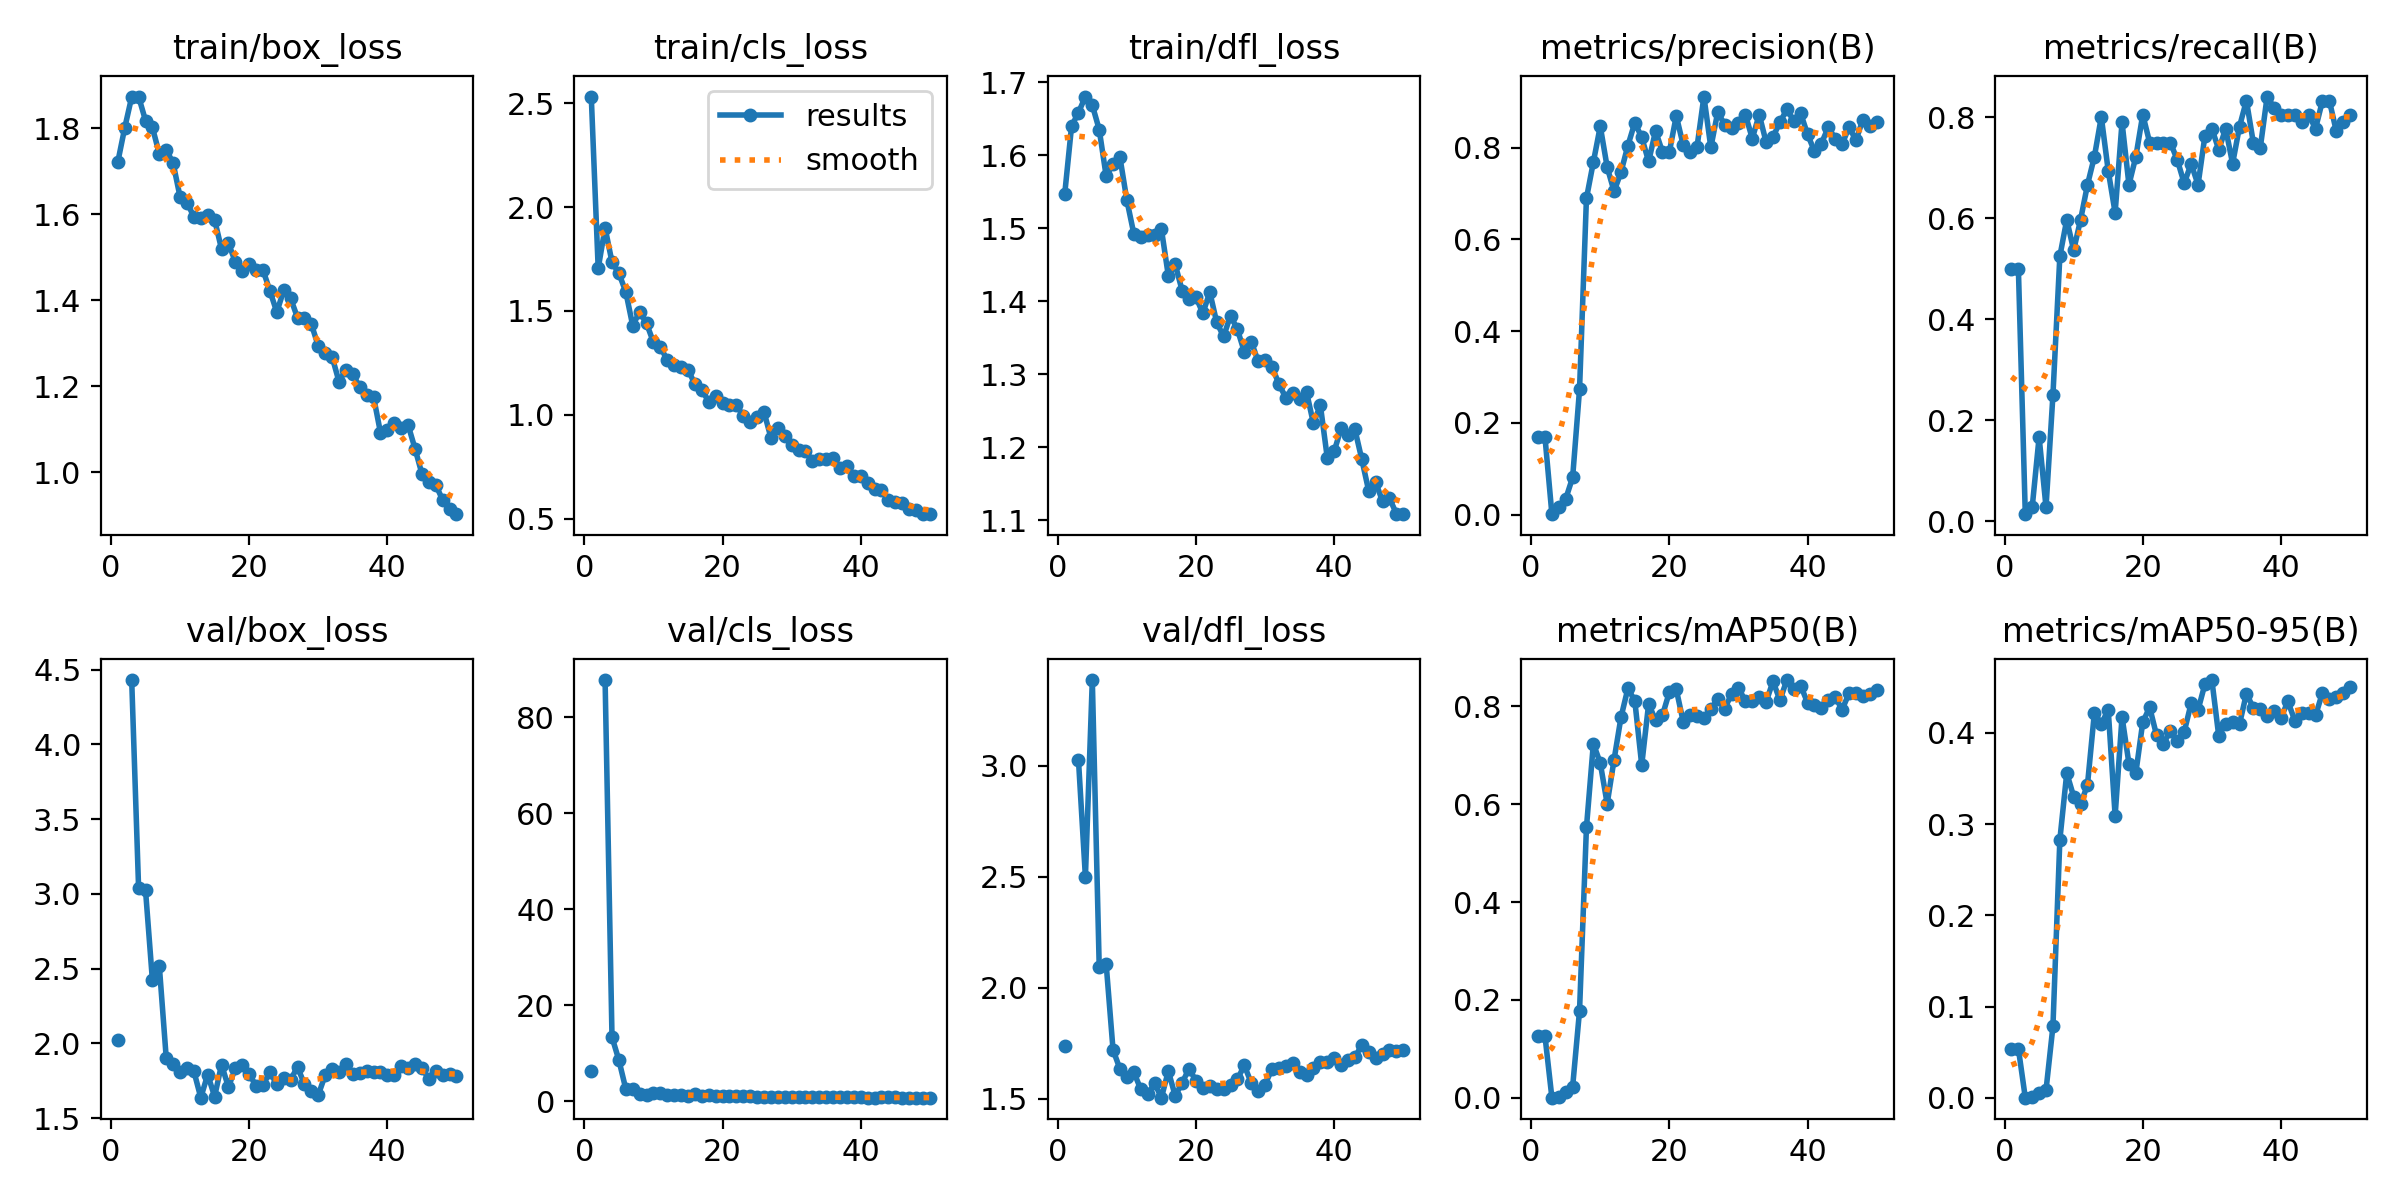 train/box_loss
1.8
1.6
1.4
1.2
1.0
0 20 40
train/cls_loss
results
smooth
2.5
2.0
1.5
1.0
0.5
0 20 40
train/dfl_loss
1.7
1.6
1.5
1.4
1.3
1.2
1.1
0 20 40
metrics/precision(B)
0.8
0.6
0.4
0.2
0.0
0 20 40
metrics/recall(B)
0.8
0.6
0.4
0.2
0.0
0 20 40
val/box_loss
4.5
4.0
3.5
3.0
2.5
2.0
1.5
0 20 40
val/cls_loss
80
60
40
20
0
0 20 40
val/dfl_loss
3.0
2.5
2.0
1.5
0 20 40
metrics/mAP50(B)
0.8
0.6
0.4
0.2
0.0
0 20 40
metrics/mAP50-95(B)
0.4
0.3
0.2
0.1
0.0
0 20 40